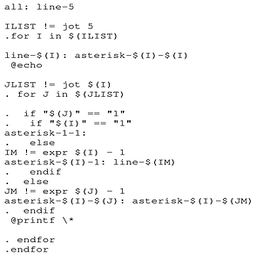 all: line-5
ILIST != jot 5
.for I in $(ILIST)
line-$(I): asterisk-$(I)-$(I)
@echo
JLIST != jot $(I)
. for J in $(JLIST)
. if "$(J)" == "1"
. if "$(I)" == "1"
asterisk-1-1:
. else
IM != expr $(I) - 1
asterisk-$(I)-1: line-$(IM)
. endif
. else
JM != expr $(J) - 1
asterisk-$(I)-$(J): asterisk-$(I)-$(JM)
. endif
@printf \*
. endfor
.endfor